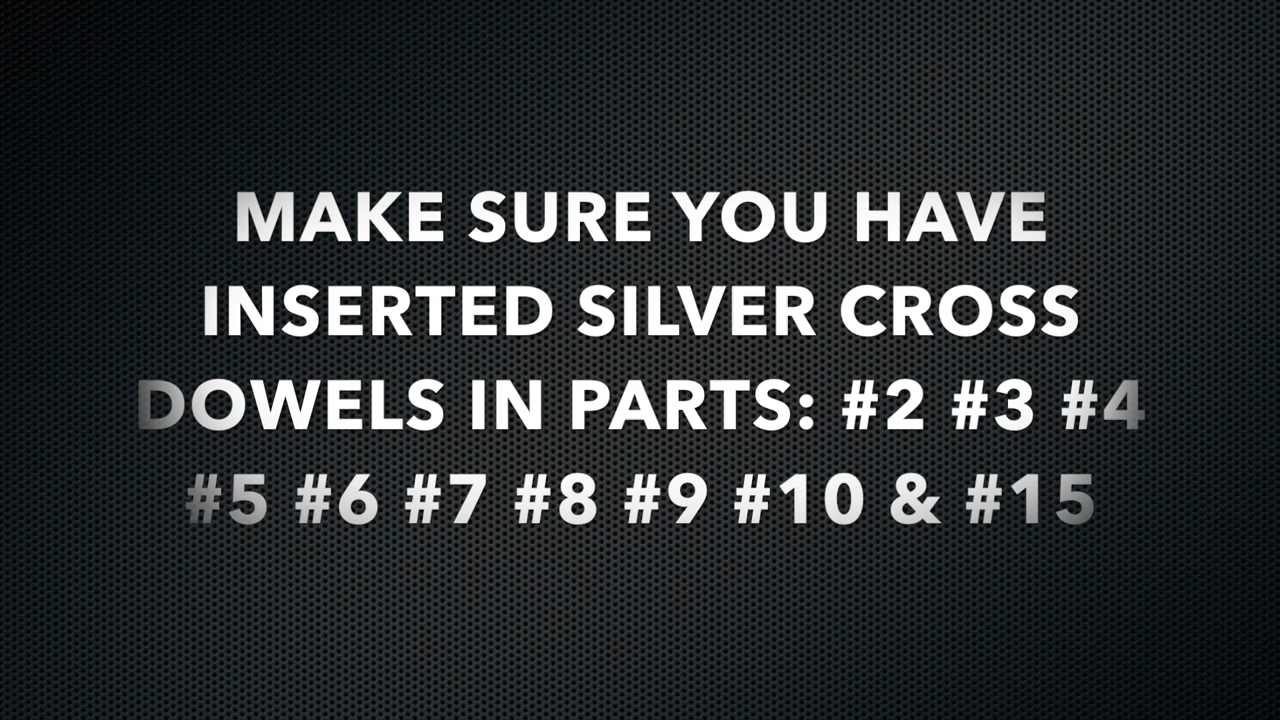 MAKE SURE YOU HAVE
INSERTED SILVER CROSS
DOWELS IN PARTS: #2 #3 #4
#5 #6 #7 #8 #9 #10 & #15